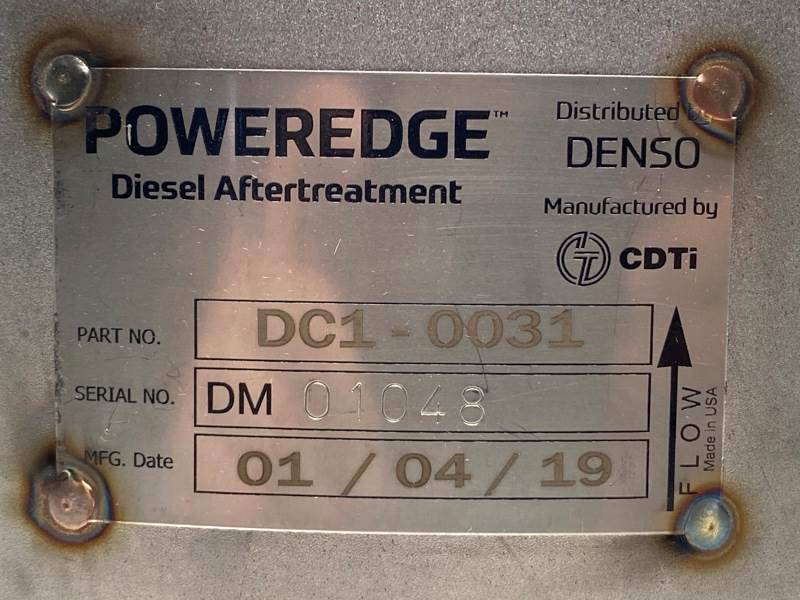 POWEREDGE™
Diesel Aftertreatment
Distributed by
DENSO
Manufactured by
CDTi
PART NO. DC1-0031
SERIAL NO. DM 01048
MFG. Date 01 / 04 / 19
FLOW
Made in USA